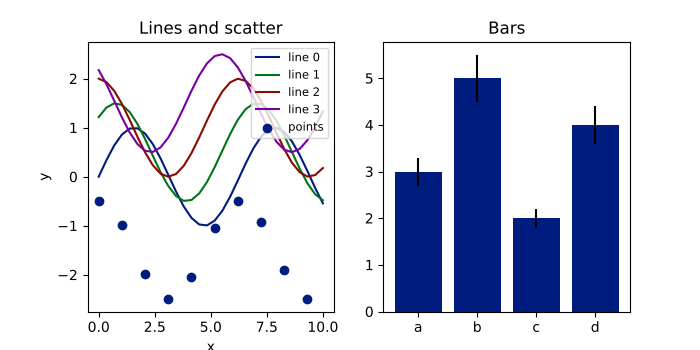 Lines and scatter
line 0
line 1
line 2
line 3
points
y
2
1
0
−1
−2
0.0 2.5 5.0 7.5 10.0
x
Bars
5
4
3
2
1
0
a b c d